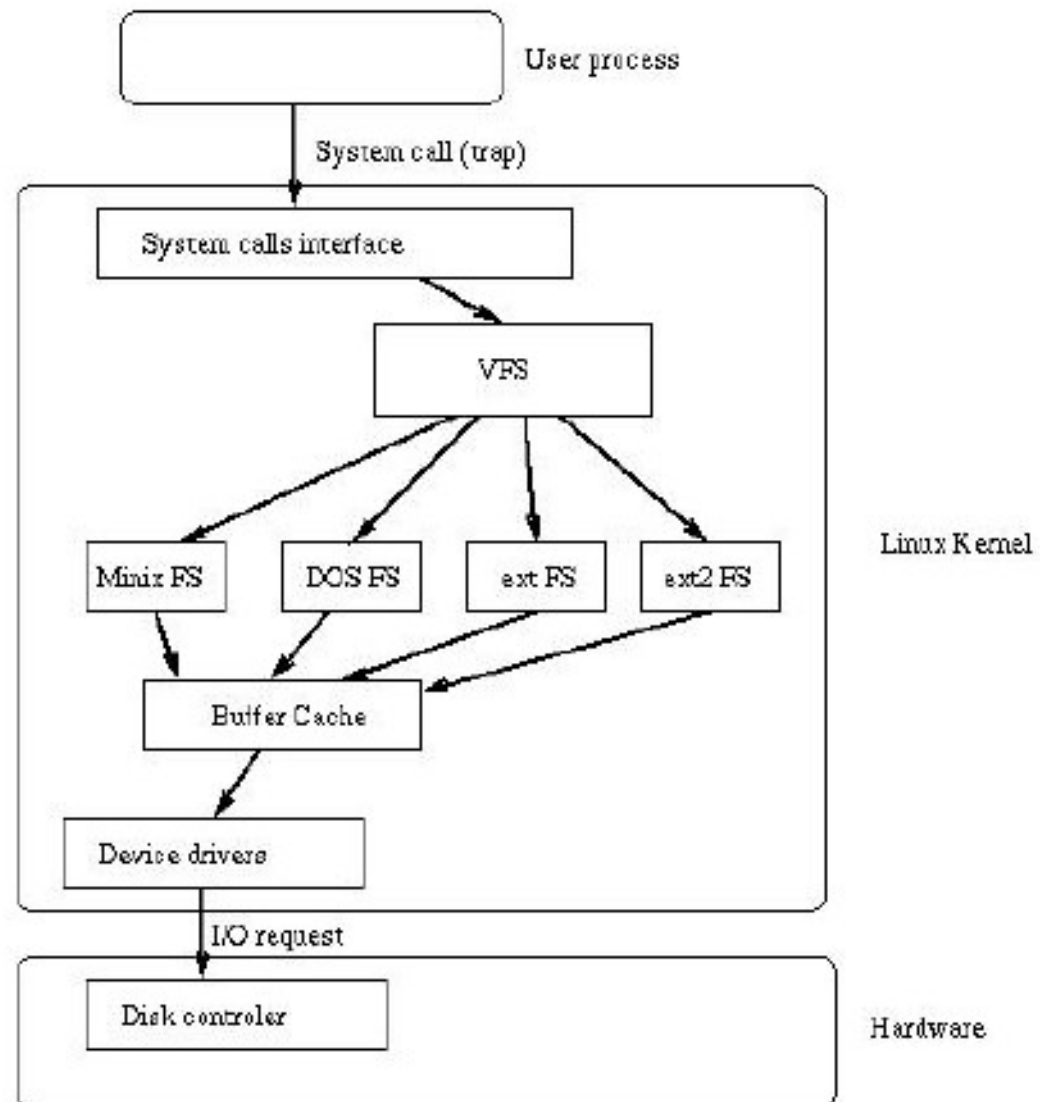 User process
System call (trap)
System calls interface
VFS
Linux Kernel
Minix FS
DOS FS
ext FS
ext2 FS
Buffer Cache
Device drivers
I/O request
Disk controler
Hardware